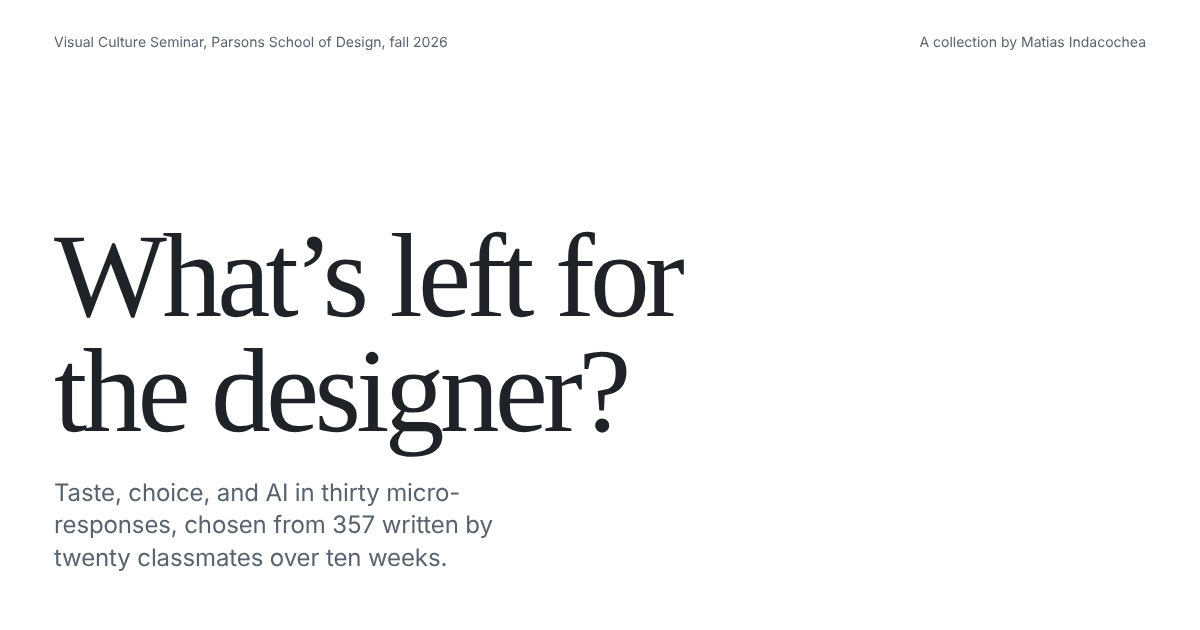 Visual Culture Seminar, Parsons School of Design, fall 2026
A collection by Matias Indacochea
What’s left for
the designer?
Taste, choice, and AI in thirty micro-
responses, chosen from 357 written by
twenty classmates over ten weeks.